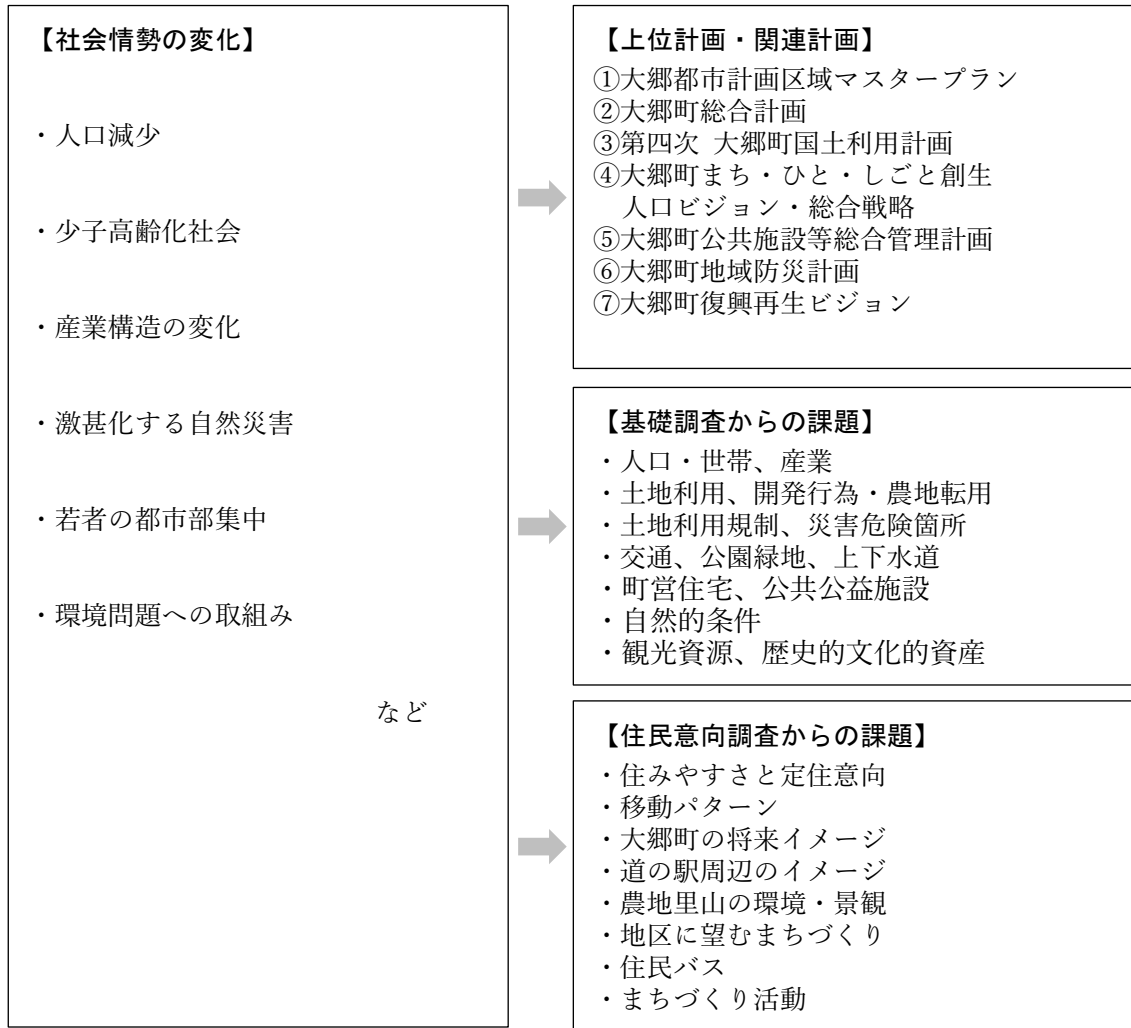 【社会情勢の変化】
・人口減少
・少子高齢化社会
・産業構造の変化
・激甚化する自然災害
・若者の都市部集中
・環境問題への取組み
など
【上位計画・関連計画】
①大郷都市計画区域マスタープラン
②大郷町総合計画
③第四次 大郷町国土利用計画
④大郷町まち・ひと・しごと創生
人口ビジョン・総合戦略
⑤大郷町公共施設等総合管理計画
⑥大郷町地域防災計画
⑦大郷町復興再生ビジョン
【基礎調査からの課題】
・人口・世帯、産業
・土地利用、開発行為・農地転用
・土地利用規制、災害危険箇所
・交通、公園緑地、上下水道
・町営住宅、公共公益施設
・自然的条件
・観光資源、歴史的文化的資産
【住民意向調査からの課題】
・住みやすさと定住意向
・移動パターン
・大郷町の将来イメージ
・道の駅周辺のイメージ
・農地里山の環境・景観
・地区に望むまちづくり
・住民バス
・まちづくり活動